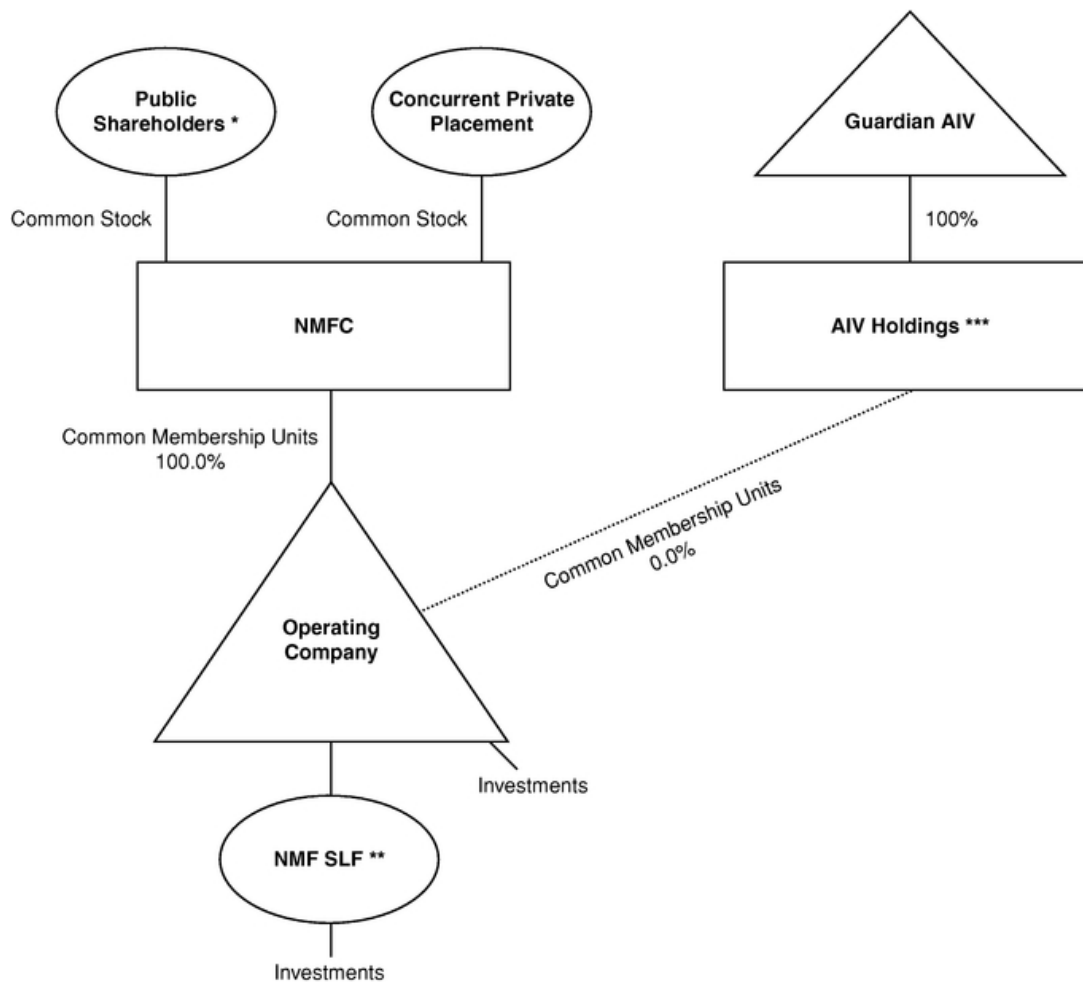 Public
Shareholders *
Concurrent Private
Placement
Guardian AIV
Common Stock
Common Stock
100%
NMFC
AIV Holdings ***
Common Membership Units
100.0%
Common Membership Units
0.0%
Operating
Company
Investments
NMF SLF **
Investments